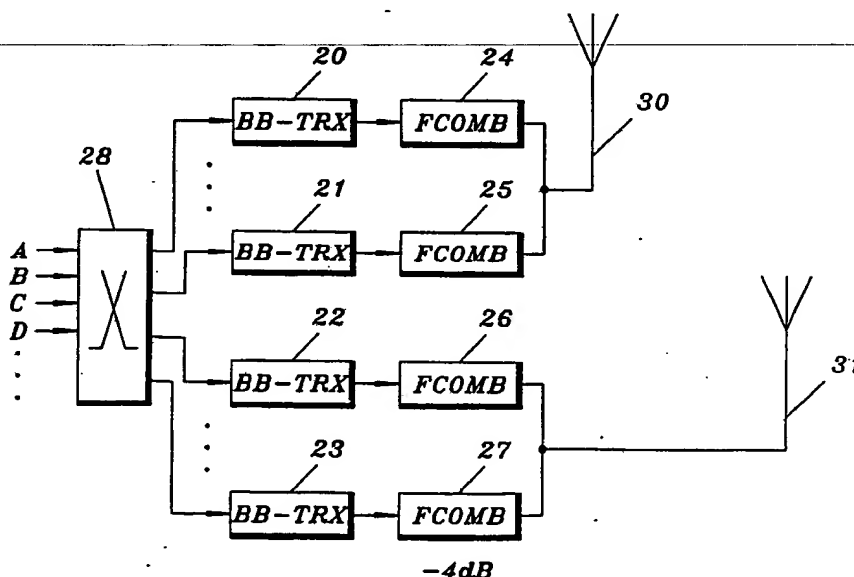 20
24
BB-TRX
FCOMB
30
28
21
25
A
B
C
D
BB-TRX
FCOMB
22
26
BB-TRX
FCOMB
31
23
27
BB-TRX
FCOMB
-4dB